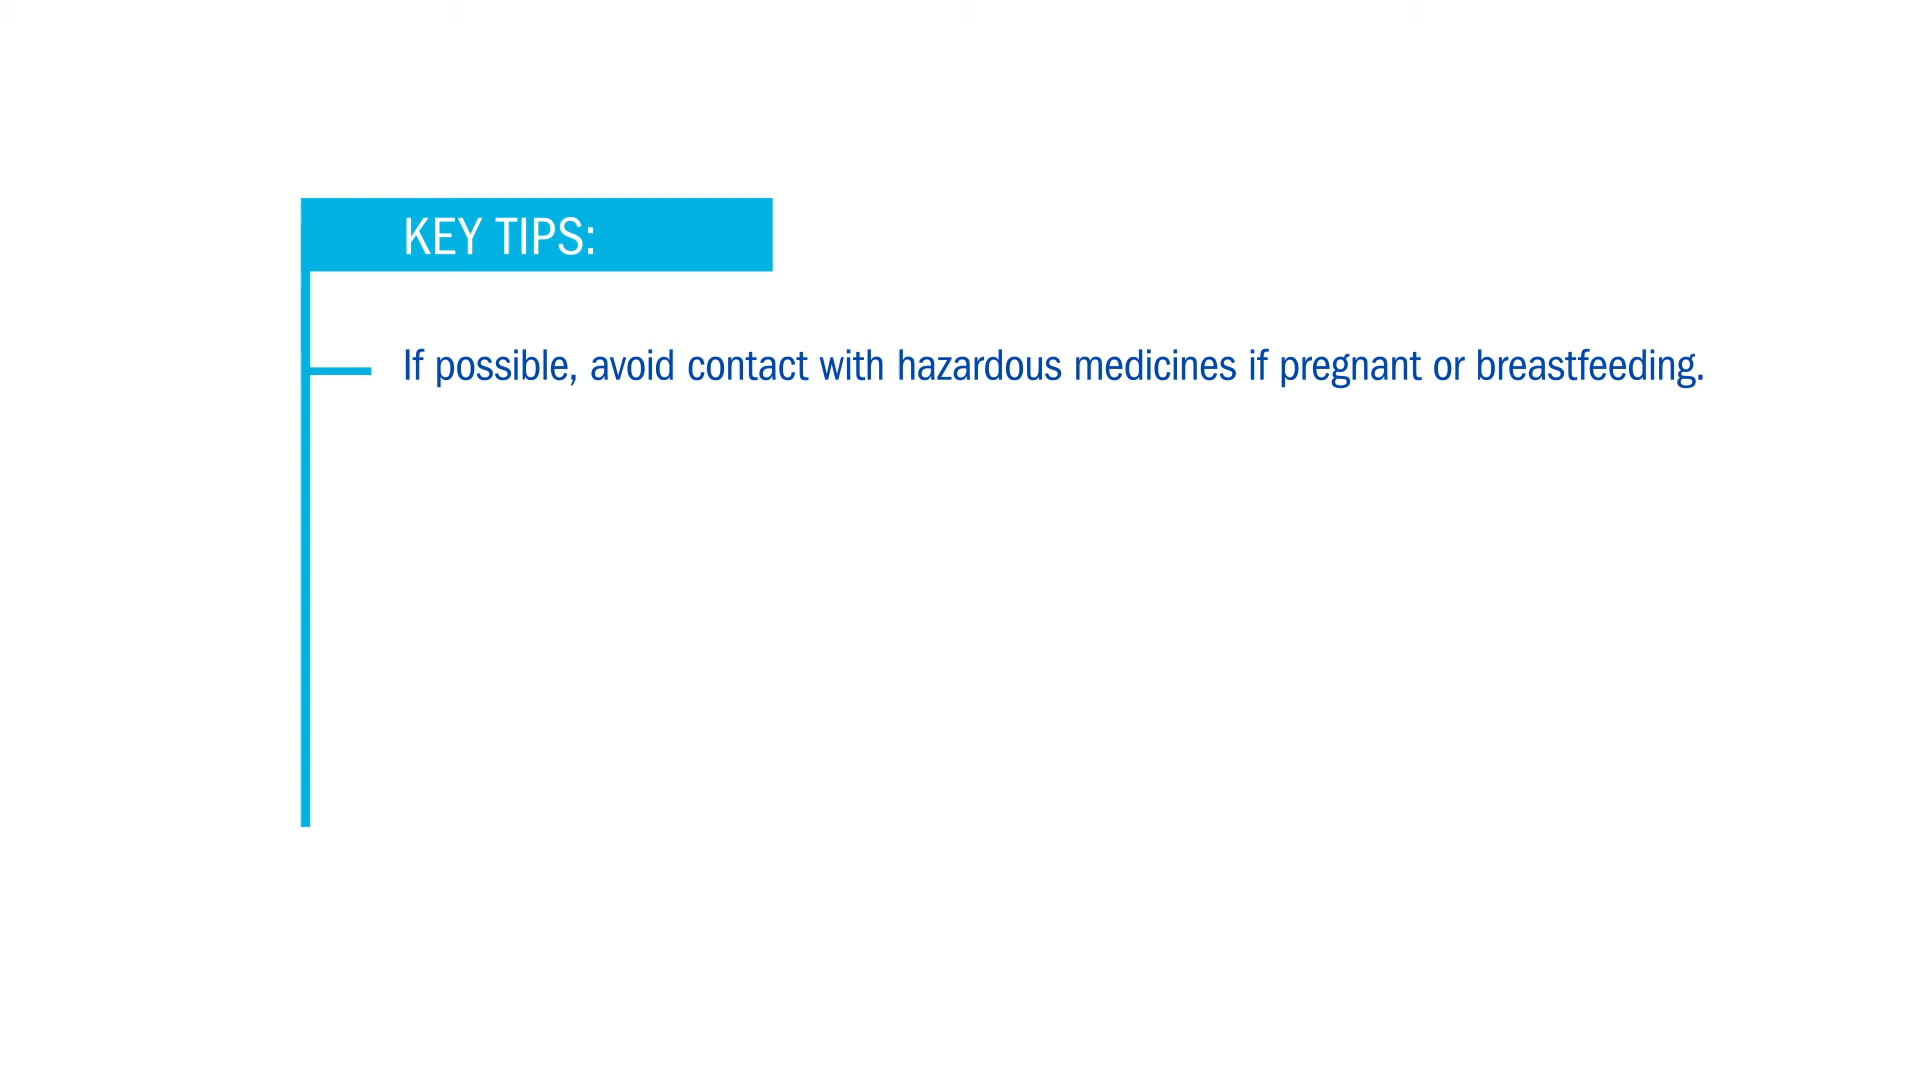 KEY TIPS:
If possible, avoid contact with hazardous medicines if pregnant or breastfeeding.